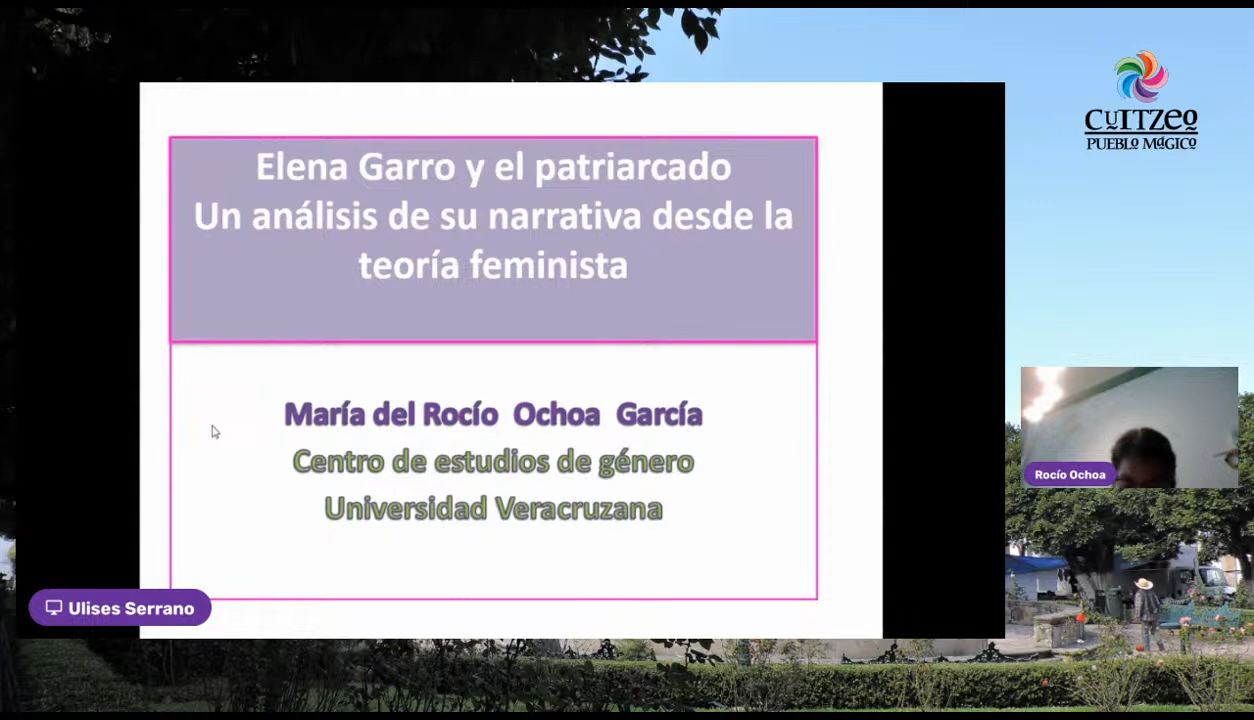 CuITZeo
PUEBLO MáGICO
Elena Garro y el patriarcado
Un análisis de su narrativa desde la
teoría feminista
María del Rocío Ochoa García
Centro de estudios de género
Universidad Veracruzana
Rocío Ochoa
Ulises Serrano